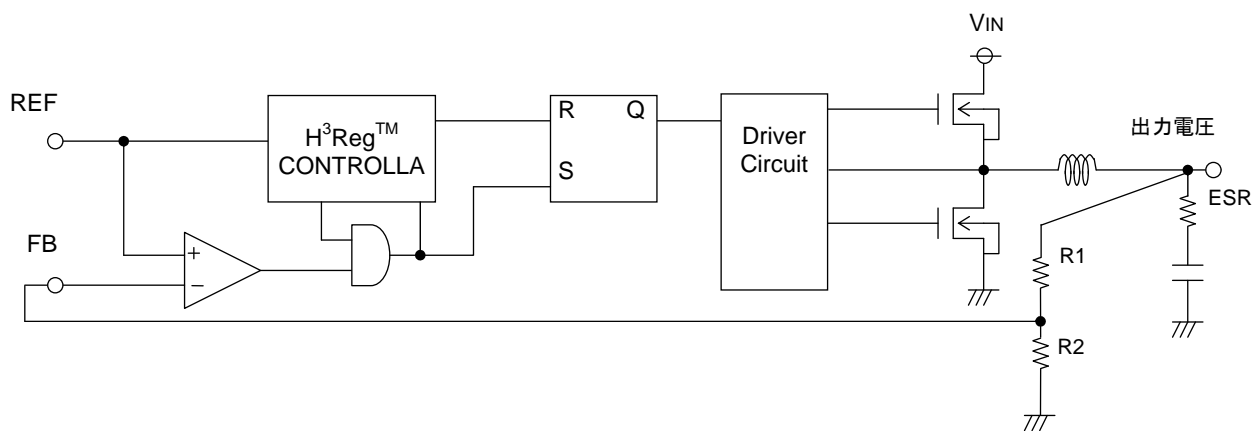 VIN
REF
H³Reg™
CONTROLLA
R
Q
S
Driver
Circuit
出力電圧
ESR
FB
+
−
R1
R2